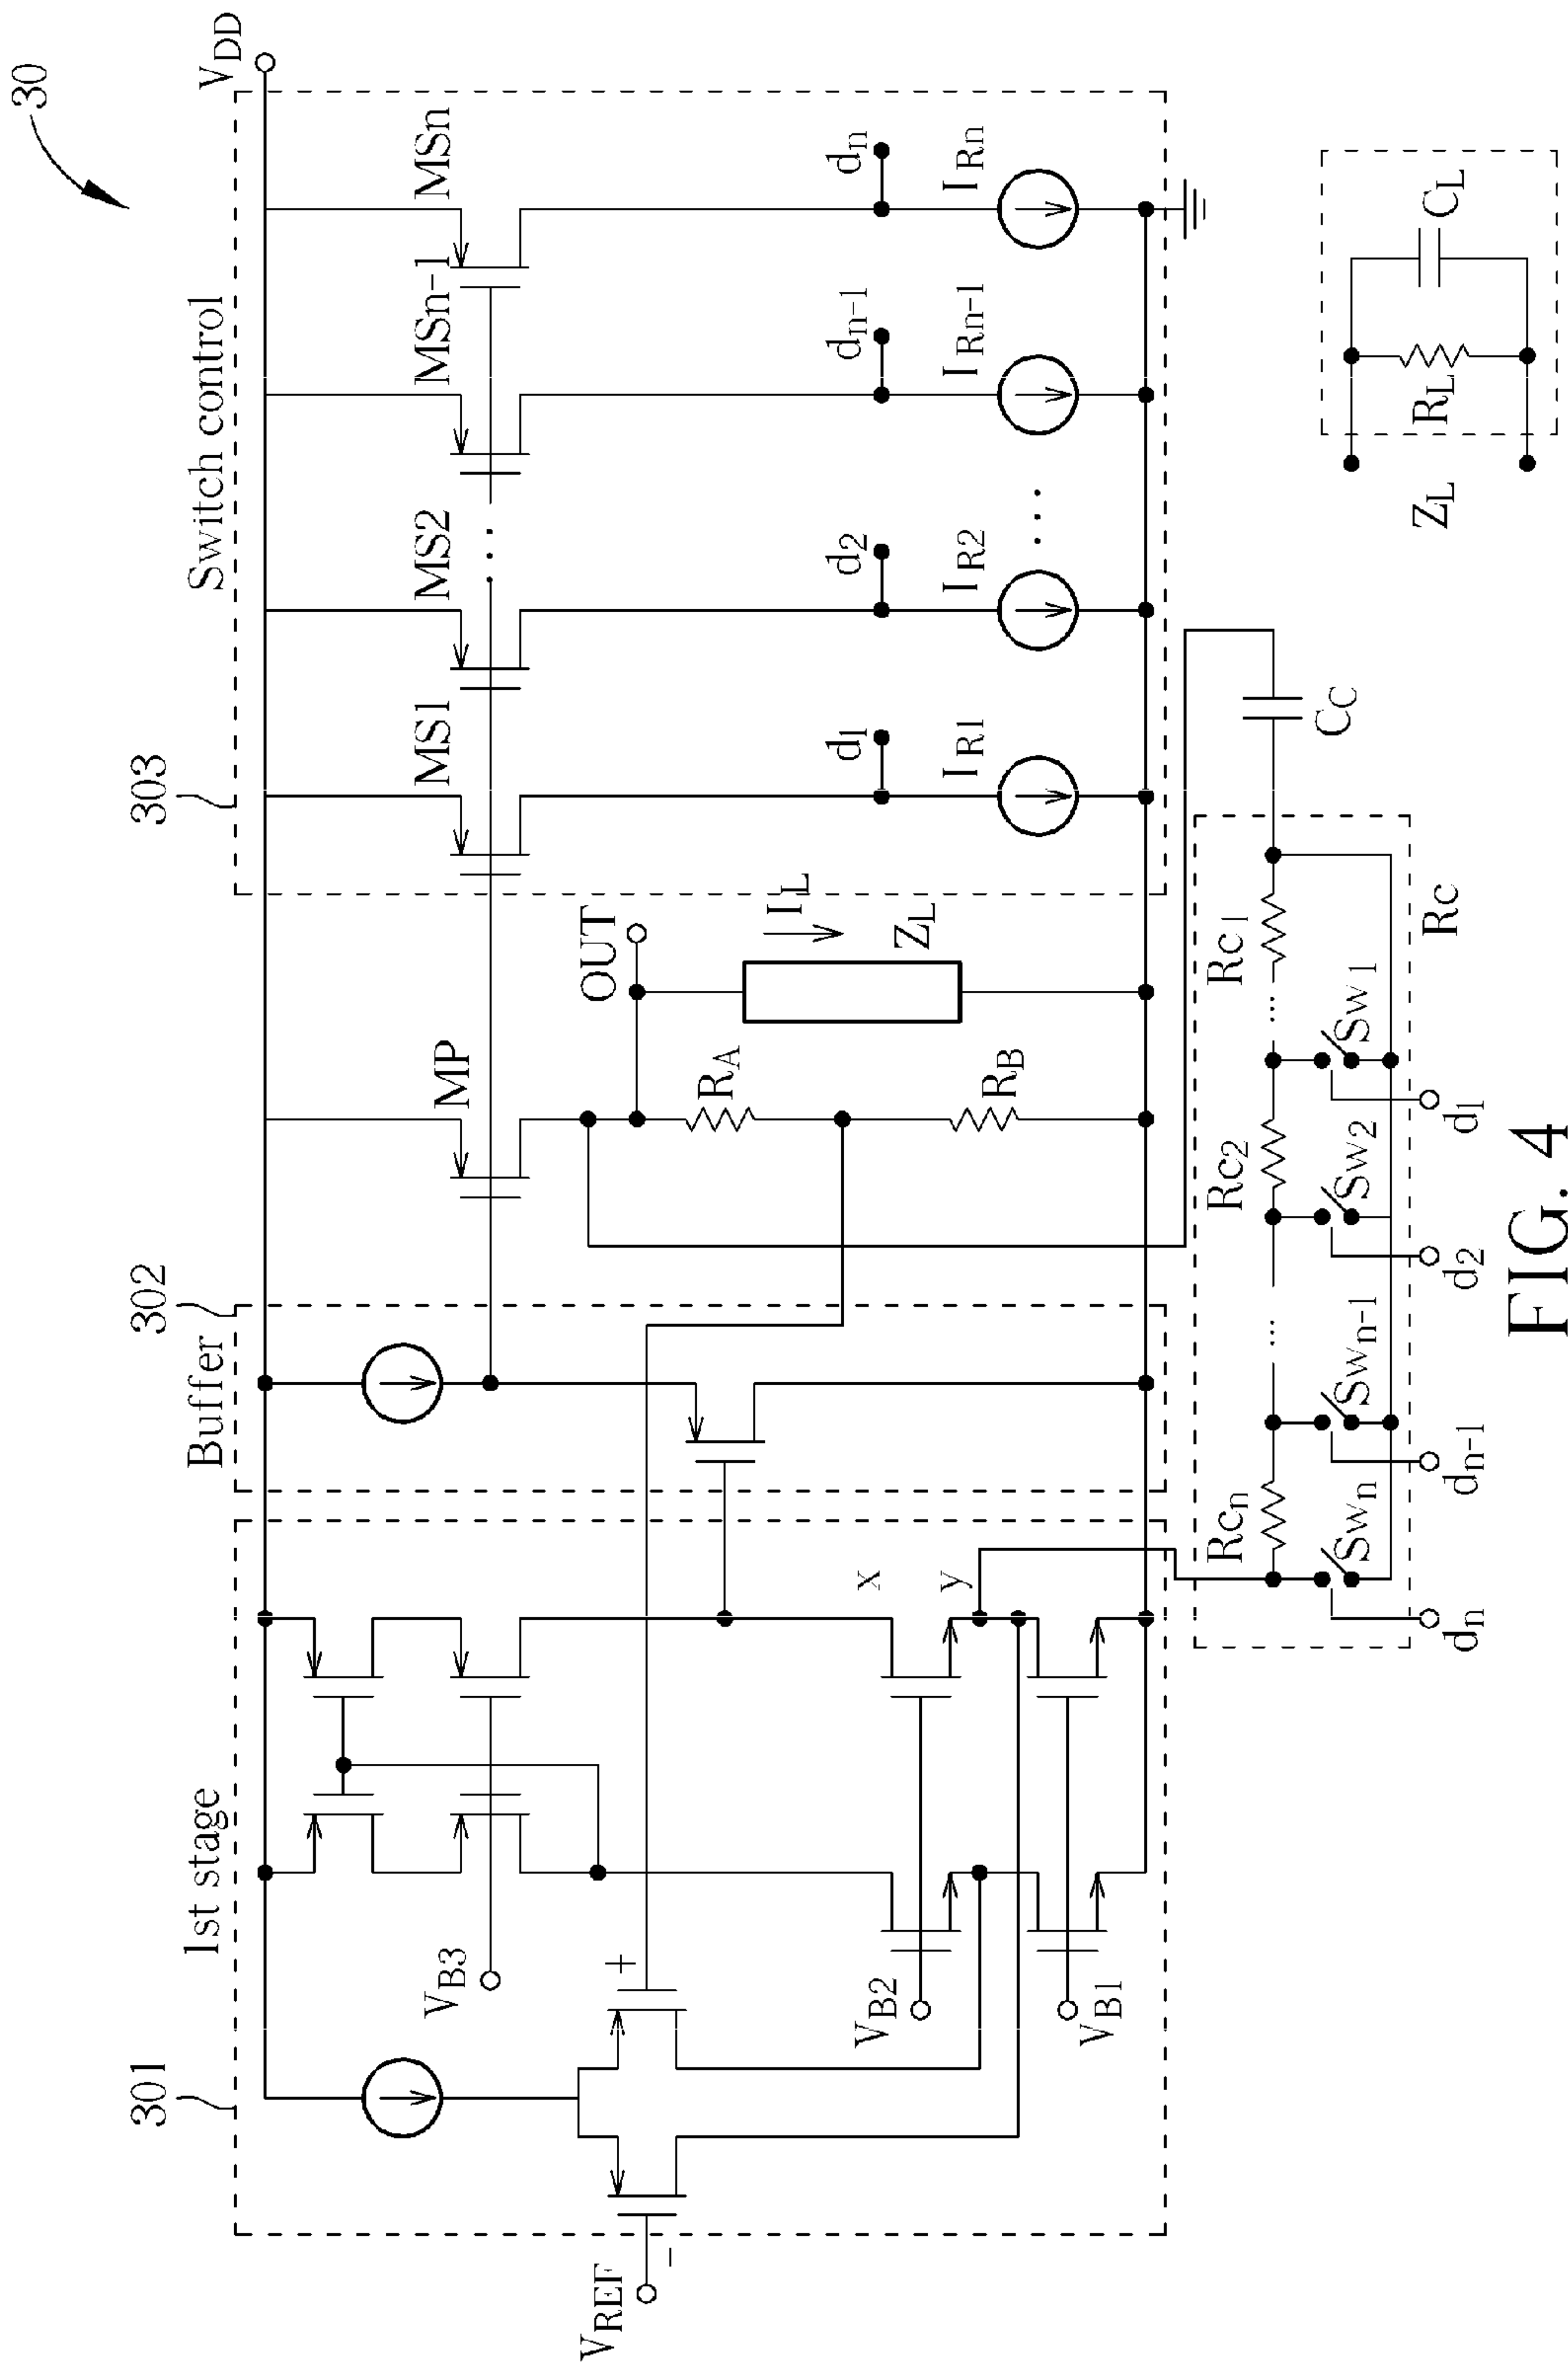 30
303
302
301
Switch control
Buffer
1st stage
VDD
MSn
MSn-1
MS2
MS1
MP
...
VB3
OUT
IL
ZL
RA
RB
d1
d2
dn-1
dn
IR1
IR2
...
IRn-1
IRn
x
y
+
-
VREF
VB2
VB1
CC
Rcn
...
Rc2
...
Rc1
Swn
Swn-1
Sw2
Sw1
Rc
dn
dn-1
d2
d1
ZL
RL
CL
FIG. 4